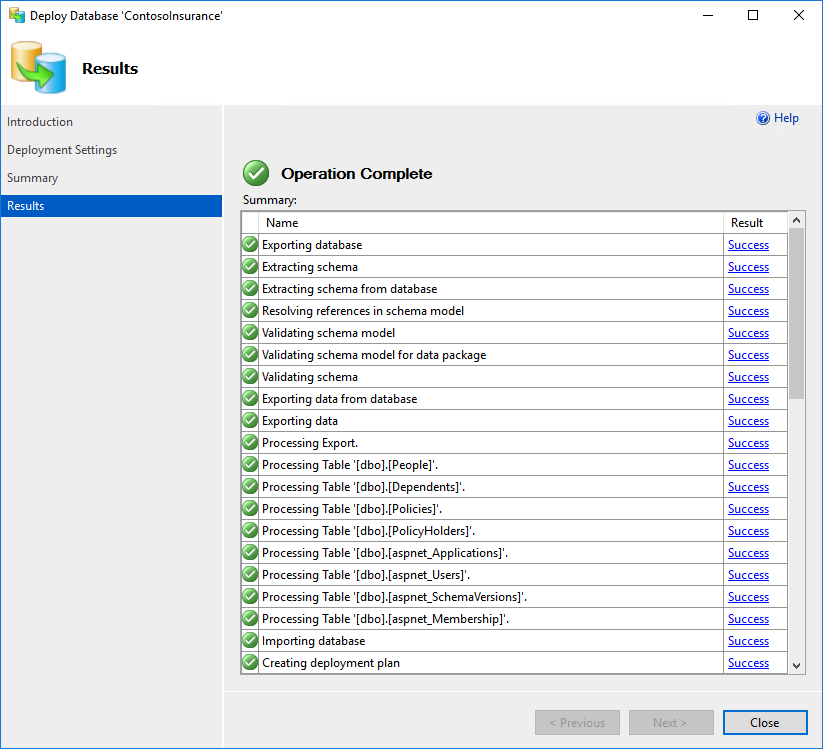 Deploy Database 'ContosoInsurance'
Results
Introduction
Deployment Settings
Summary
Results
Help
Operation Complete
Summary:
Name Result
Exporting database Success
Extracting schema Success
Extracting schema from database Success
Resolving references in schema model Success
Validating schema model Success
Validating schema model for data package Success
Validating schema Success
Exporting data from database Success
Exporting data Success
Processing Export. Success
Processing Table '[dbo].[People]'. Success
Processing Table '[dbo].[Dependents]'. Success
Processing Table '[dbo].[Policies]'. Success
Processing Table '[dbo].[PolicyHolders]'. Success
Processing Table '[dbo].[aspnet_Applications]'. Success
Processing Table '[dbo].[aspnet_Users]'. Success
Processing Table '[dbo].[aspnet_SchemaVersions]'. Success
Processing Table '[dbo].[aspnet_Membership]'. Success
Importing database Success
Creating deployment plan Success
< Previous Next > Close